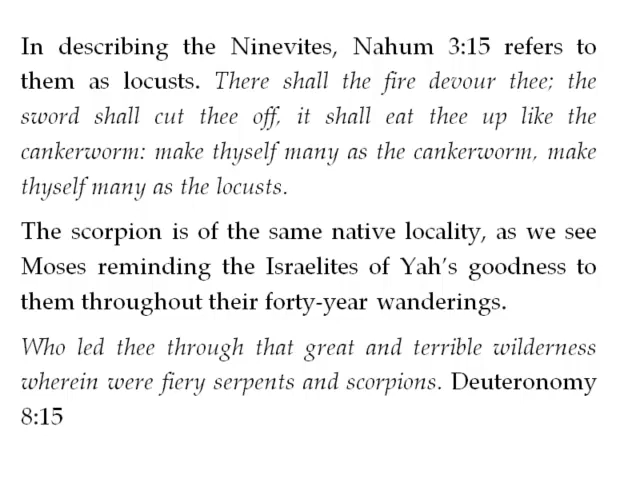 In describing the Ninevites, Nahum 3:15 refers to
them as locusts. There shall the fire devour thee; the
sword shall cut thee off, it shall eat thee up like the
cankerworm: make thyself many as the cankerworm, make
thyself many as the locusts.
The scorpion is of the same native locality, as we see
Moses reminding the Israelites of Yah's goodness to
them throughout their forty-year wanderings.
Who led thee through that great and terrible wilderness
wherein were fiery serpents and scorpions. Deuteronomy
8:15